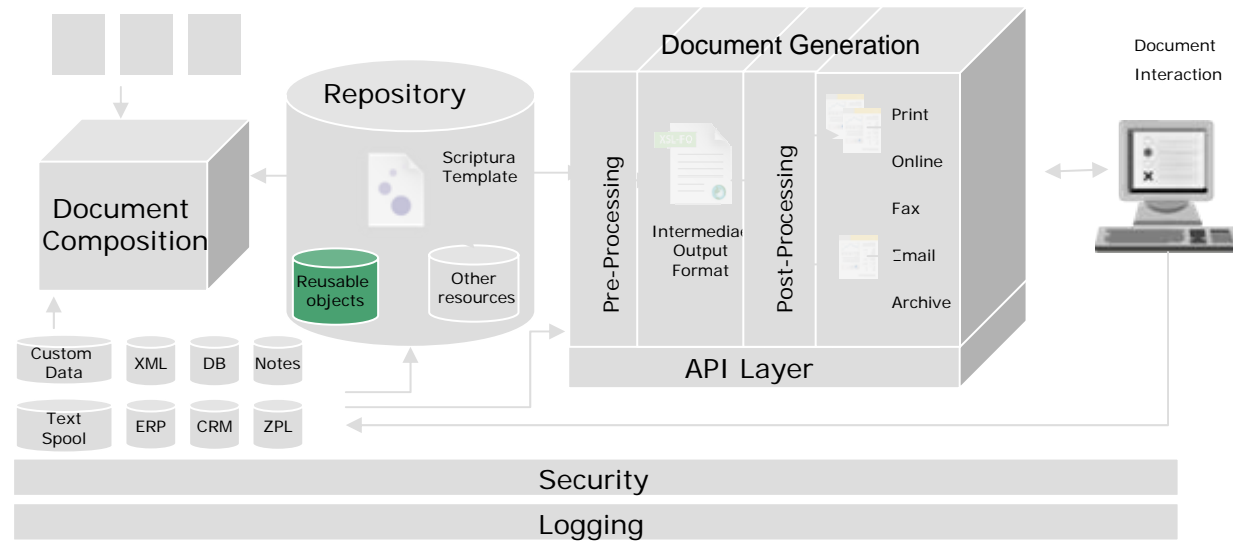 Document Generation
Document
Interaction
Repository
Scriptura
Template
Document
Composition
Reusable
objects
Other
resources
Pre-Processing
XSL-FO
Intermediac
Output
Format
Post-Processing
Print
Online
Fax
Email
Archive
API Layer
Custom
Data
XML
DB
Notes
Text
Spool
ERP
CRM
ZPL
Security
Logging